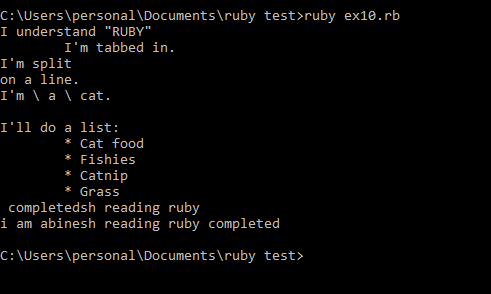 C:\Users\personal\Documents\ruby test>ruby ex10.rb
I understand "RUBY"
        I'm tabbed in.
I'm split
on a line.
I'm \ a \ cat.

I'll do a list:
        * Cat food
        * Fishies
        * Catnip
        * Grass
 completedsh reading ruby
i am abinesh reading ruby completed

C:\Users\personal\Documents\ruby test>